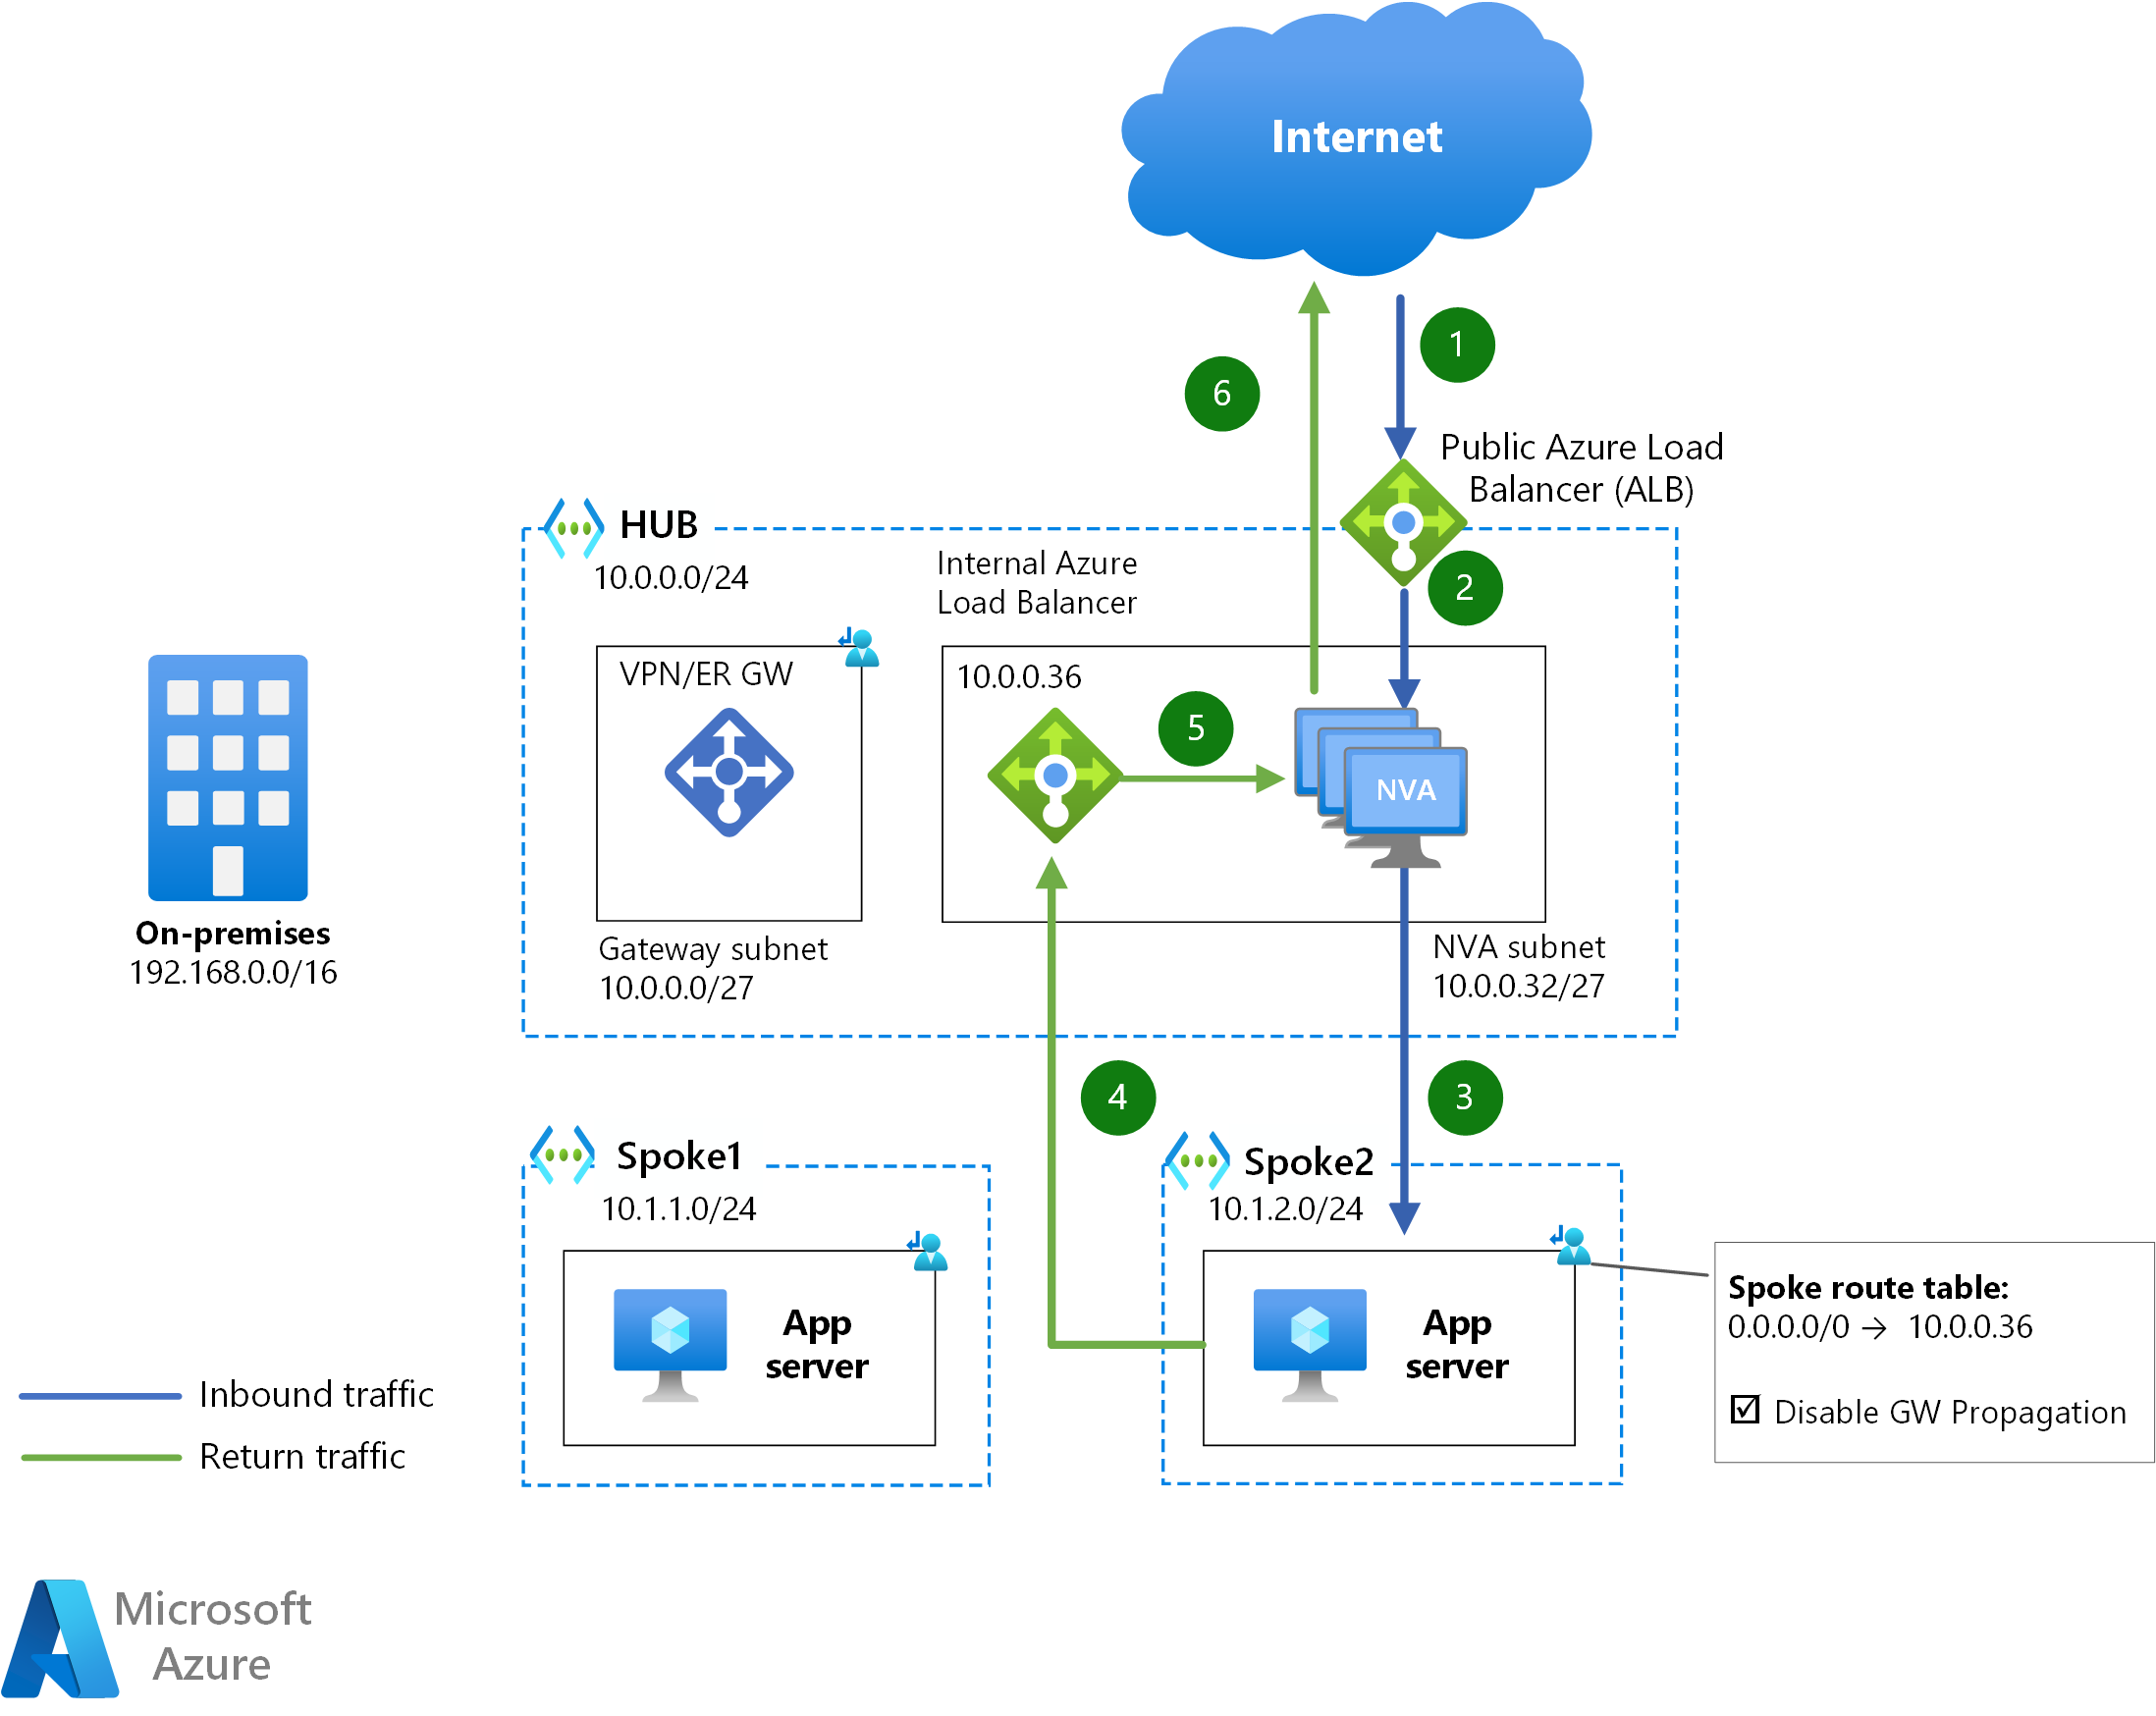 Internet
1
6
Public Azure Load
Balancer (ALB)
HUB
10.0.0.0/24
Internal Azure
Load Balancer
2
VPN/ER GW
10.0.0.36
5
NVA
On-premises
192.168.0.0/16
Gateway subnet
10.0.0.0/27
NVA subnet
10.0.0.32/27
4
3
Spoke1
10.1.1.0/24
Spoke2
10.1.2.0/24
App
server
App
server
Spoke route table:
0.0.0.0/0 → 10.0.0.36
☑ Disable GW Propagation
Inbound traffic
Return traffic
Microsoft
Azure